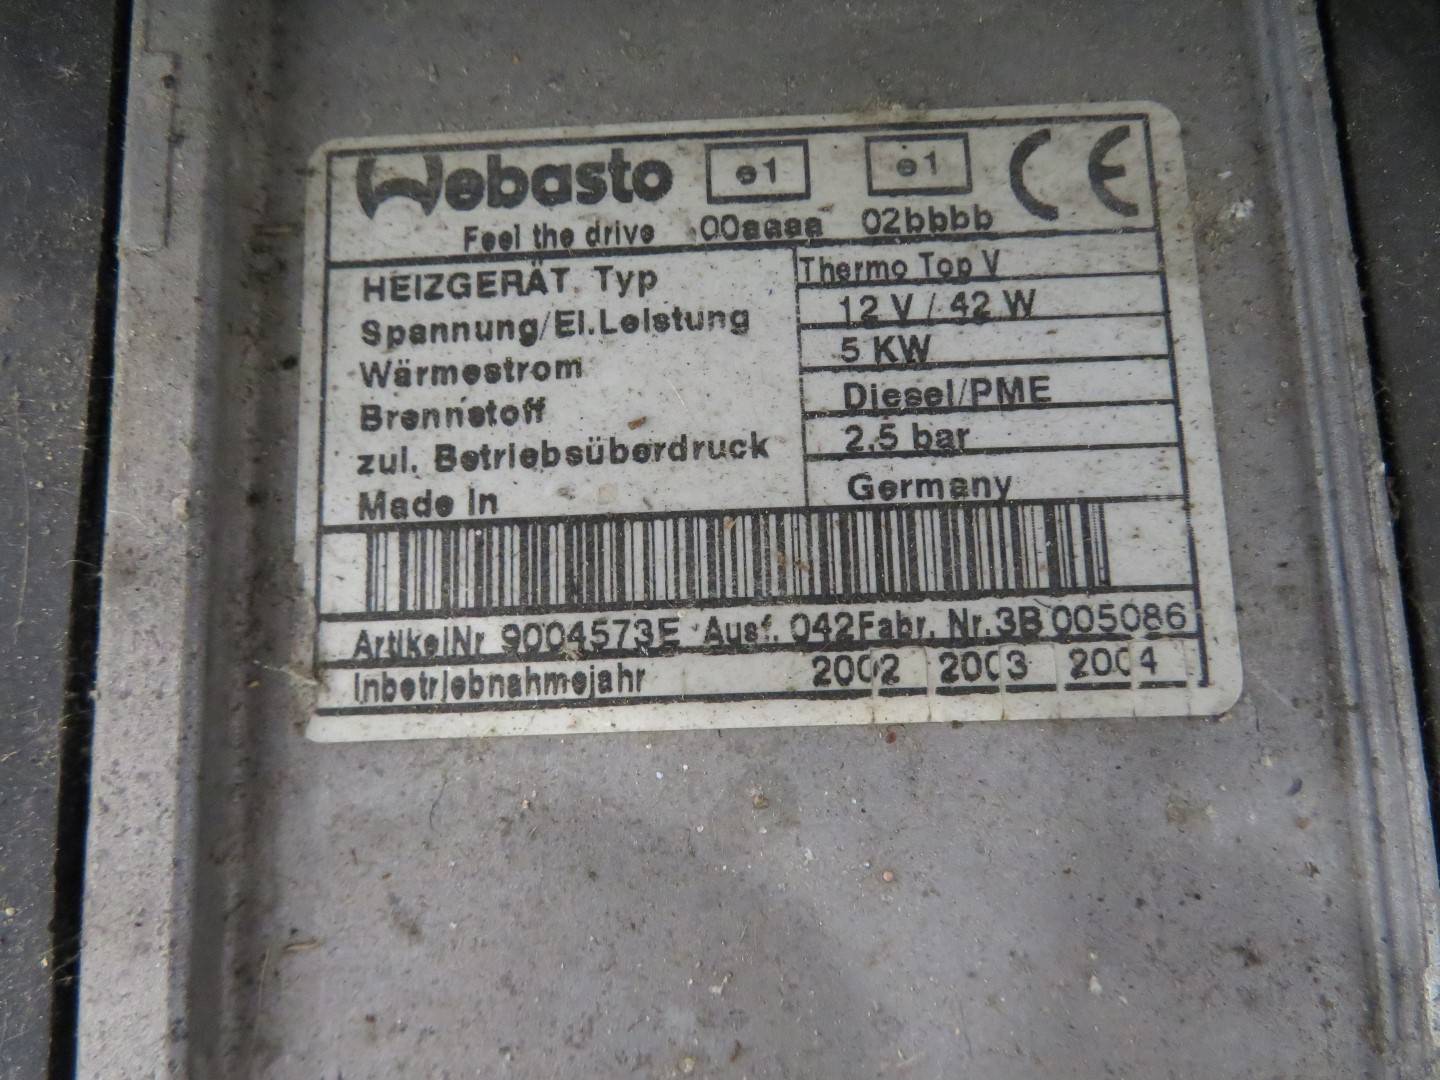 Webasto e1 e1 CE
Feel the drive 00aaaa 02bbbb
HEIZGERÄT Typ Thermo Top V
Spannung/El.Leistung 12 V / 42 W
Wärmestrom 5 KW
Brennstoff Diesel/PME
zul. Betriebsüberdruck 2,5 bar
Made in Germany
ArtikelNr 9004573E Ausf. 042 Fabr. Nr. 3B 005086
Inbetriebnahmejahr 2002 2003 2004